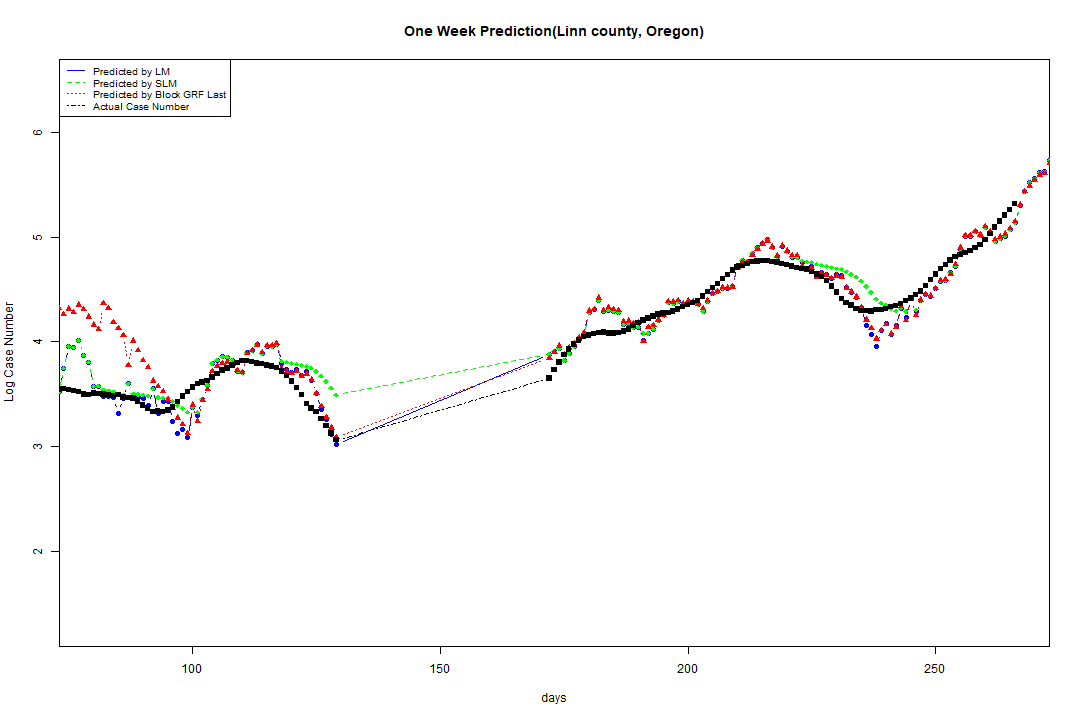 One Week Prediction(Linn county, Oregon)
Predicted by LM
Predicted by SLM
Predicted by Block GRF Last
Actual Case Number
Log Case Number
6
5
4
3
2
100
150
200
250
days